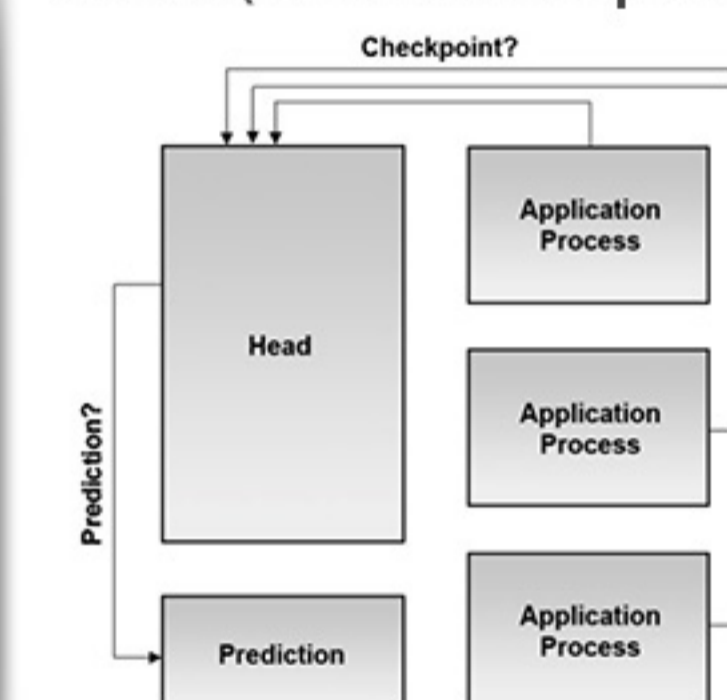 Checkpoint?
Application
Process
Head
Application
Process
Prediction?
Application
Process
Prediction